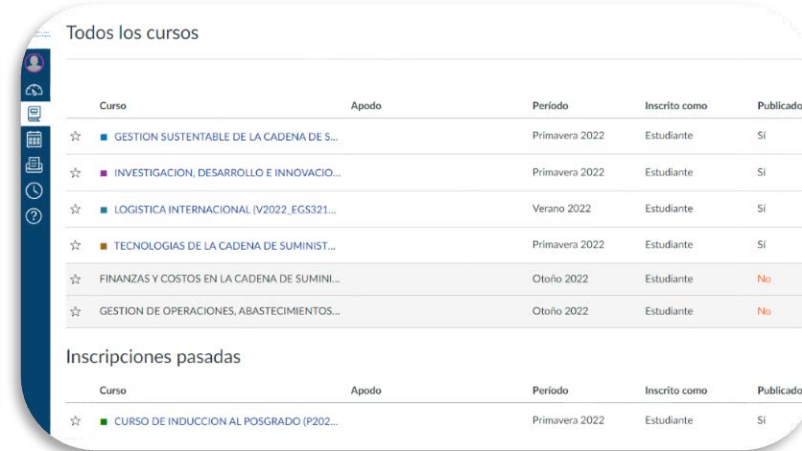 Todos los cursos
Curso Apodo Período Inscrito como Publicado
GESTION SUSTENTABLE DE LA CADENA DE S... Primavera 2022 Estudiante Sí
INVESTIGACION, DESARROLLO E INNOVACIO... Primavera 2022 Estudiante Sí
LOGISTICA INTERNACIONAL (V2022_EGS321... Verano 2022 Estudiante Sí
TECNOLOGIAS DE LA CADENA DE SUMINIST... Primavera 2022 Estudiante Sí
FINANZAS Y COSTOS EN LA CADENA DE SUMINI... Otoño 2022 Estudiante No
GESTION DE OPERACIONES, ABASTECIMIENTOS... Otoño 2022 Estudiante No
Inscripciones pasadas
Curso Apodo Período Inscrito como Publicado
CURSO DE INDUCCION AL POSGRADO (P202... Primavera 2022 Estudiante Sí